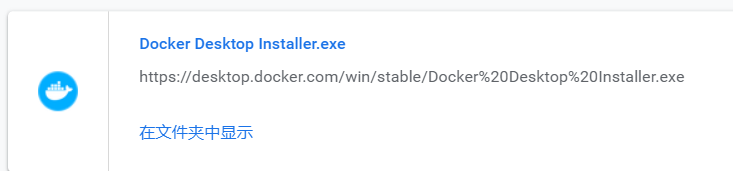 Docker Desktop Installer.exe
https://desktop.docker.com/win/stable/Docker%20Desktop%20Installer.exe
在文件夹中显示